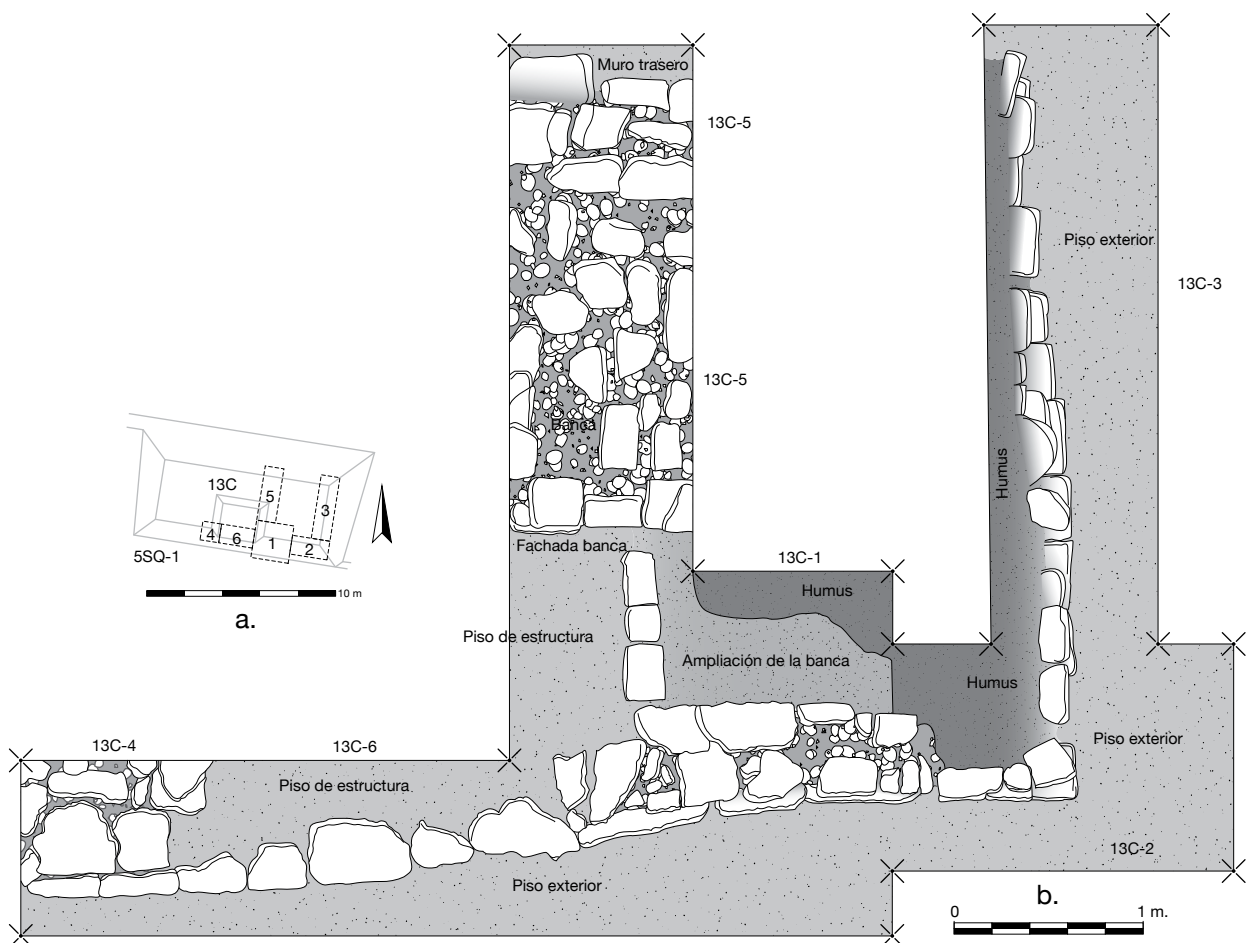 Muro trasero
13C-5
Piso exterior
13C-3
13C-5
Banca
Humus
13C
5
3
4
6
1
2
5SQ-1
10 m
a.
Fachada banca
13C-1
Humus
Piso de estructura
Ampliación de la banca
Humus
13C-4
13C-6
Piso exterior
Piso de estructura
13C-2
Piso exterior
b.
0
1 m.